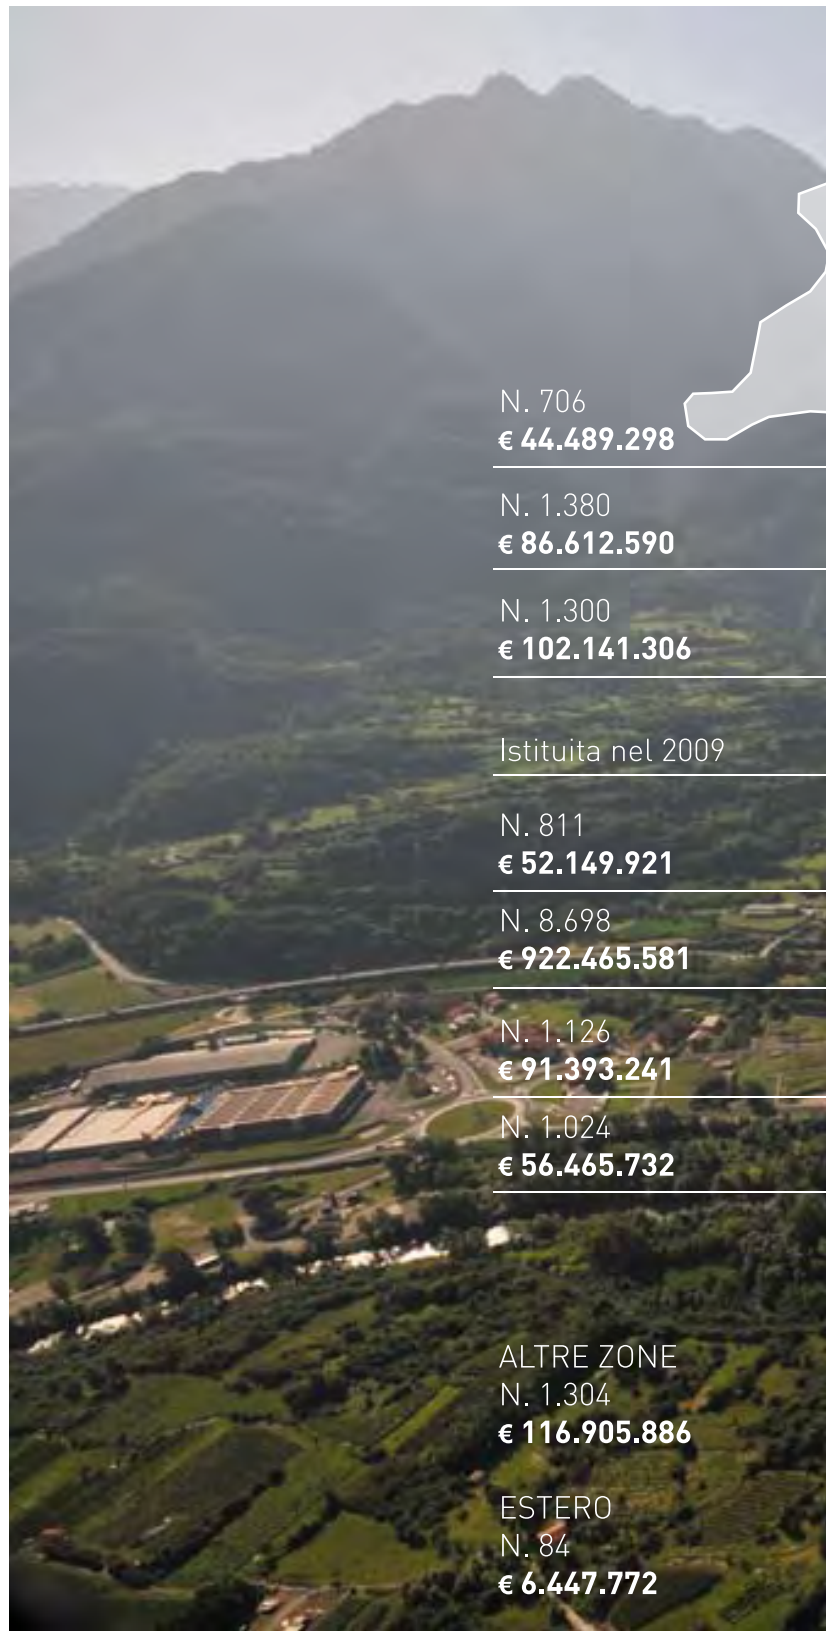 N. 706
€ 44.489.298
N. 1.380
€ 86.612.590
N. 1.300
€ 102.141.306
Istituita nel 2009
N. 811
€ 52.149.921
N. 8.698
€ 922.465.581
N. 1.126
€ 91.393.241
N. 1.024
€ 56.465.732
ALTRE ZONE
N. 1.304
€ 116.905.886
ESTERO
N. 84
€ 6.447.772